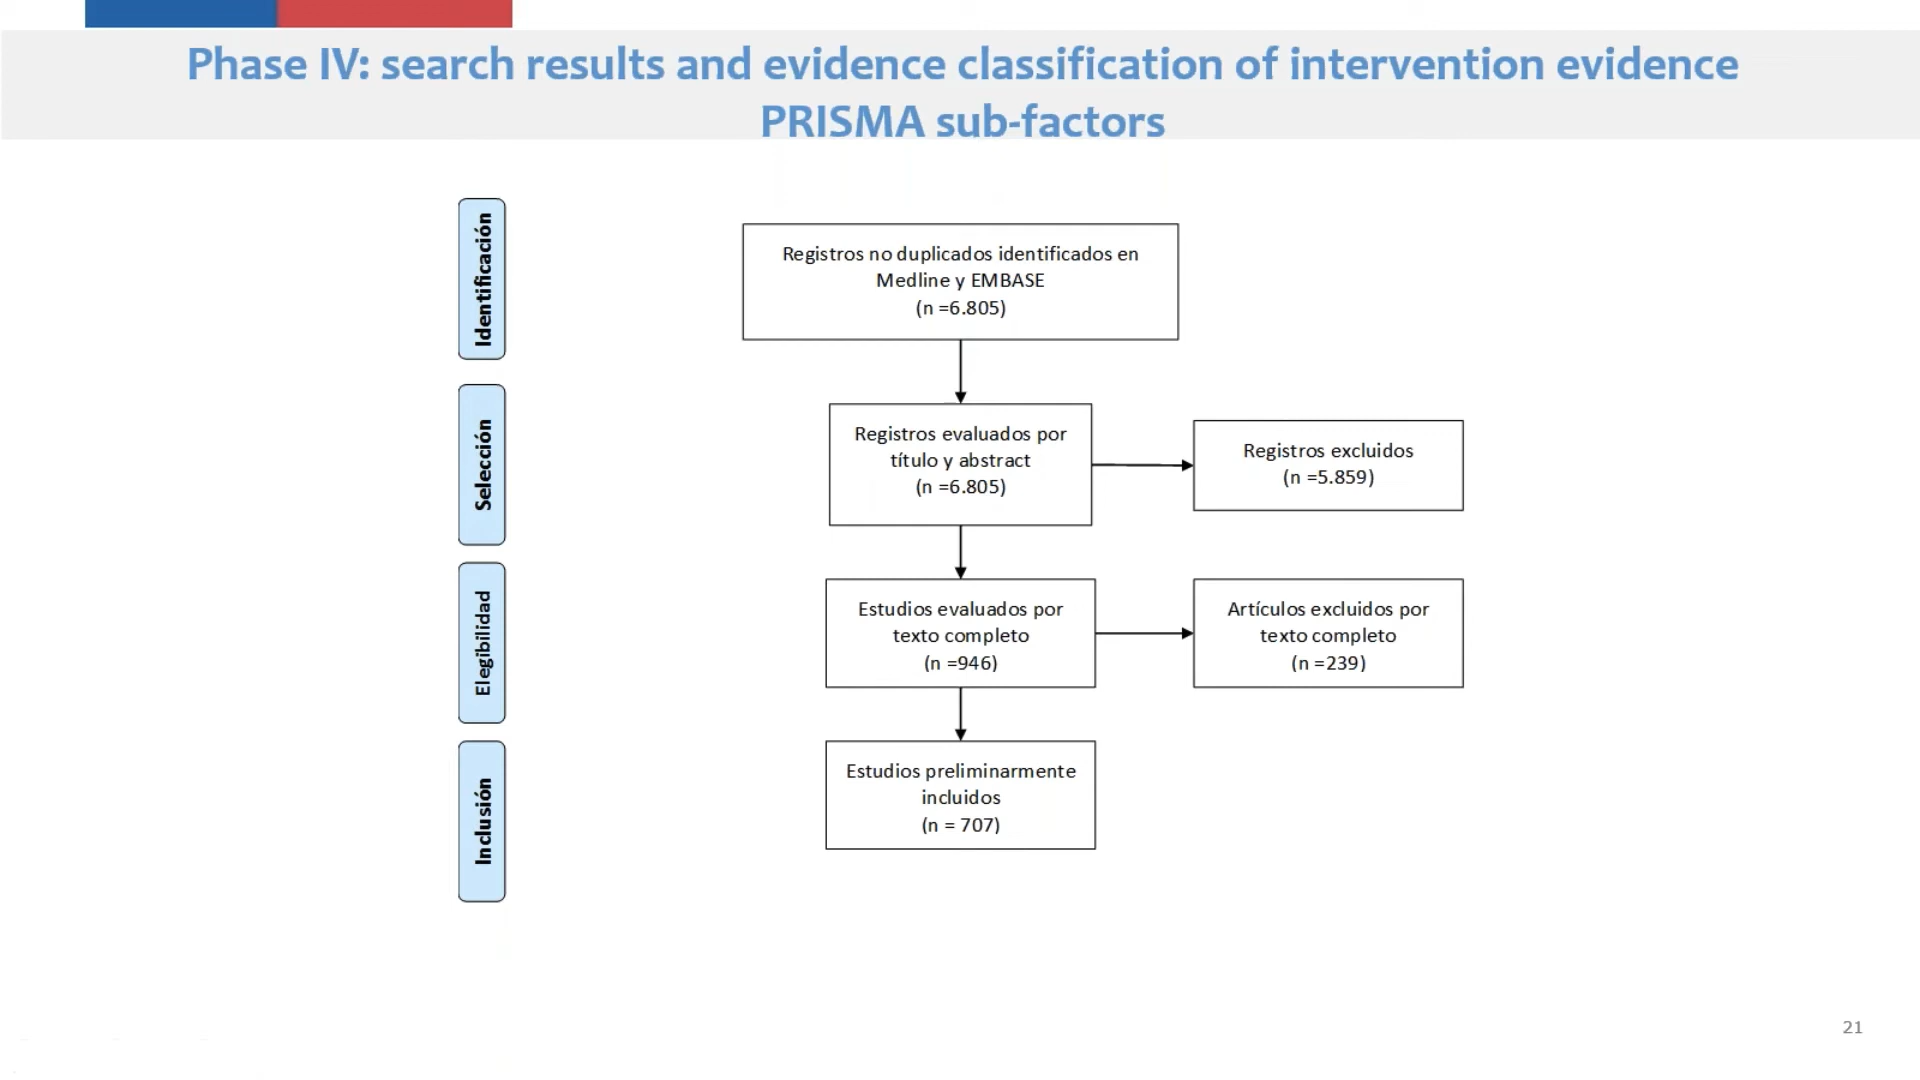 Phase IV: search results and evidence classification of intervention evidence
PRISMA sub-factors
Identificación
Registros no duplicados identificados en
Medline y EMBASE
(n =6.805)
Selección
Registros evaluados por
título y abstract
(n =6.805)
Registros excluidos
(n =5.859)
Elegibilidad
Estudios evaluados por
texto completo
(n =946)
Artículos excluidos por
texto completo
(n =239)
Inclusión
Estudios preliminarmente
incluidos
(n = 707)
21